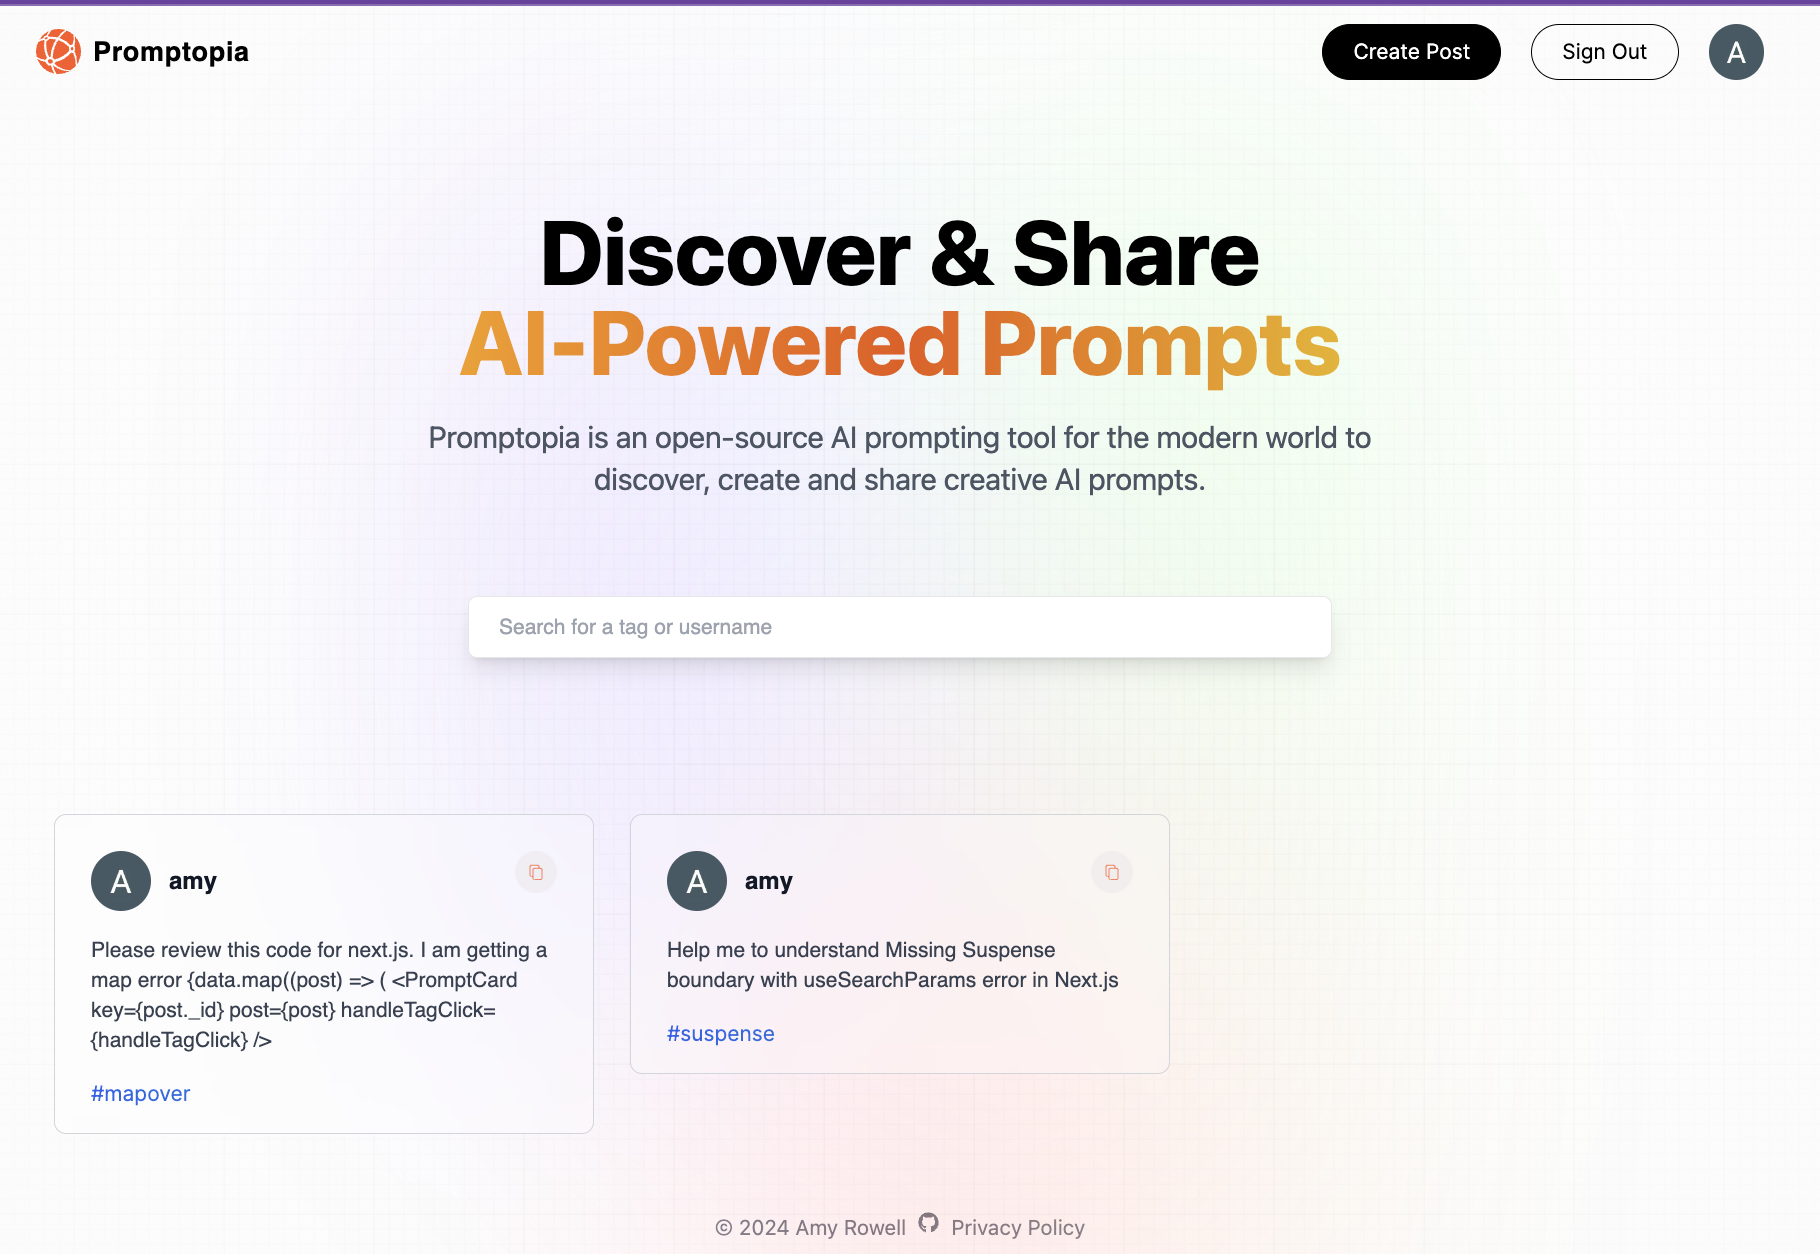 Promptopia
Create Post
Sign Out
A
Discover & Share
AI-Powered Prompts
Promptopia is an open-source AI prompting tool for the modern world to
discover, create and share creative AI prompts.
Search for a tag or username
A
amy
Please review this code for next.js. I am getting a
map error {data.map((post) => ( <PromptCard
key={post._id} post={post} handleTagClick=
{handleTagClick} />
#mapover
A
amy
Help me to understand Missing Suspense
boundary with useSearchParams error in Next.js
#suspense
© 2024 Amy Rowell
Privacy Policy